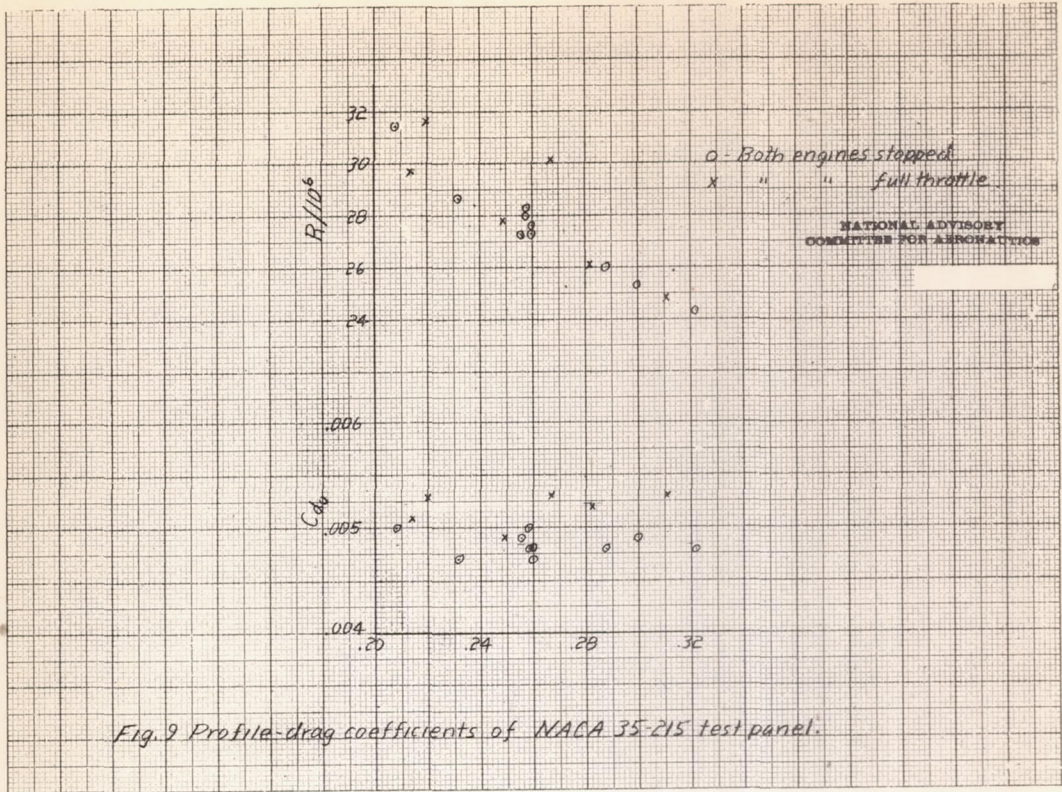 32
30
28
26
24
R/10⁶
o - Both engines stopped
x " " full throttle
NATIONAL ADVISORY
COMMITTEE FOR AERONAUTICS
.006
.005
.004
Cd₀
.20 .24 .28 .32
Fig. 9 Profile-drag coefficients of NACA 35-215 test panel.